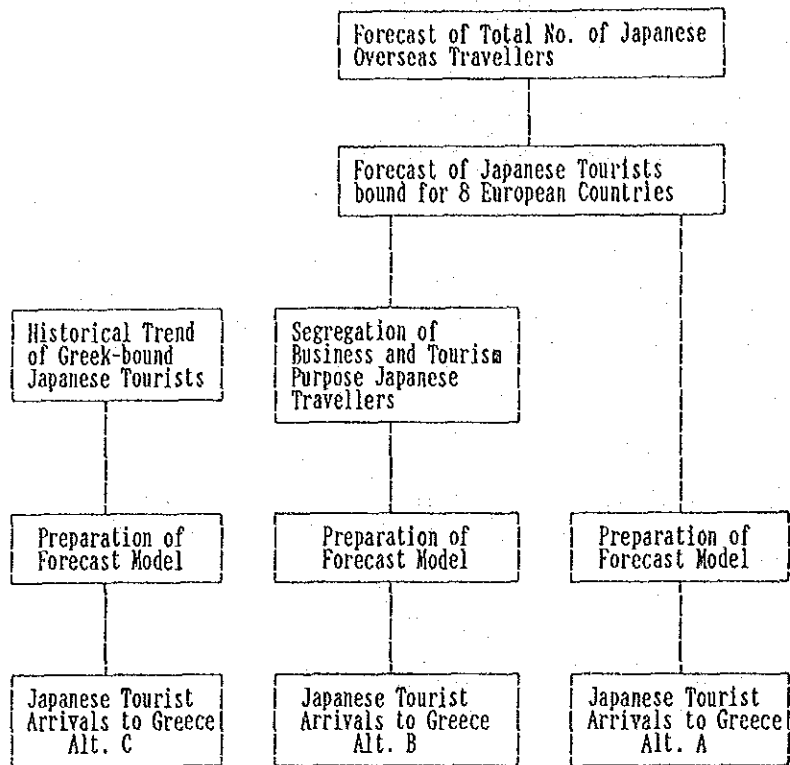 Forecast of Total No. of Japanese
Overseas Travellers
Forecast of Japanese Tourists
bound for 8 European Countries
Historical Trend
of Greek-bound
Japanese Tourists
Segregation of
Business and Tourism
Purpose Japanese
Travellers
Preparation of
Forecast Model
Preparation of
Forecast Model
Preparation of
Forecast Model
Japanese Tourist
Arrivals to Greece
Alt. C
Japanese Tourist
Arrivals to Greece
Alt. B
Japanese Tourist
Arrivals to Greece
Alt. A